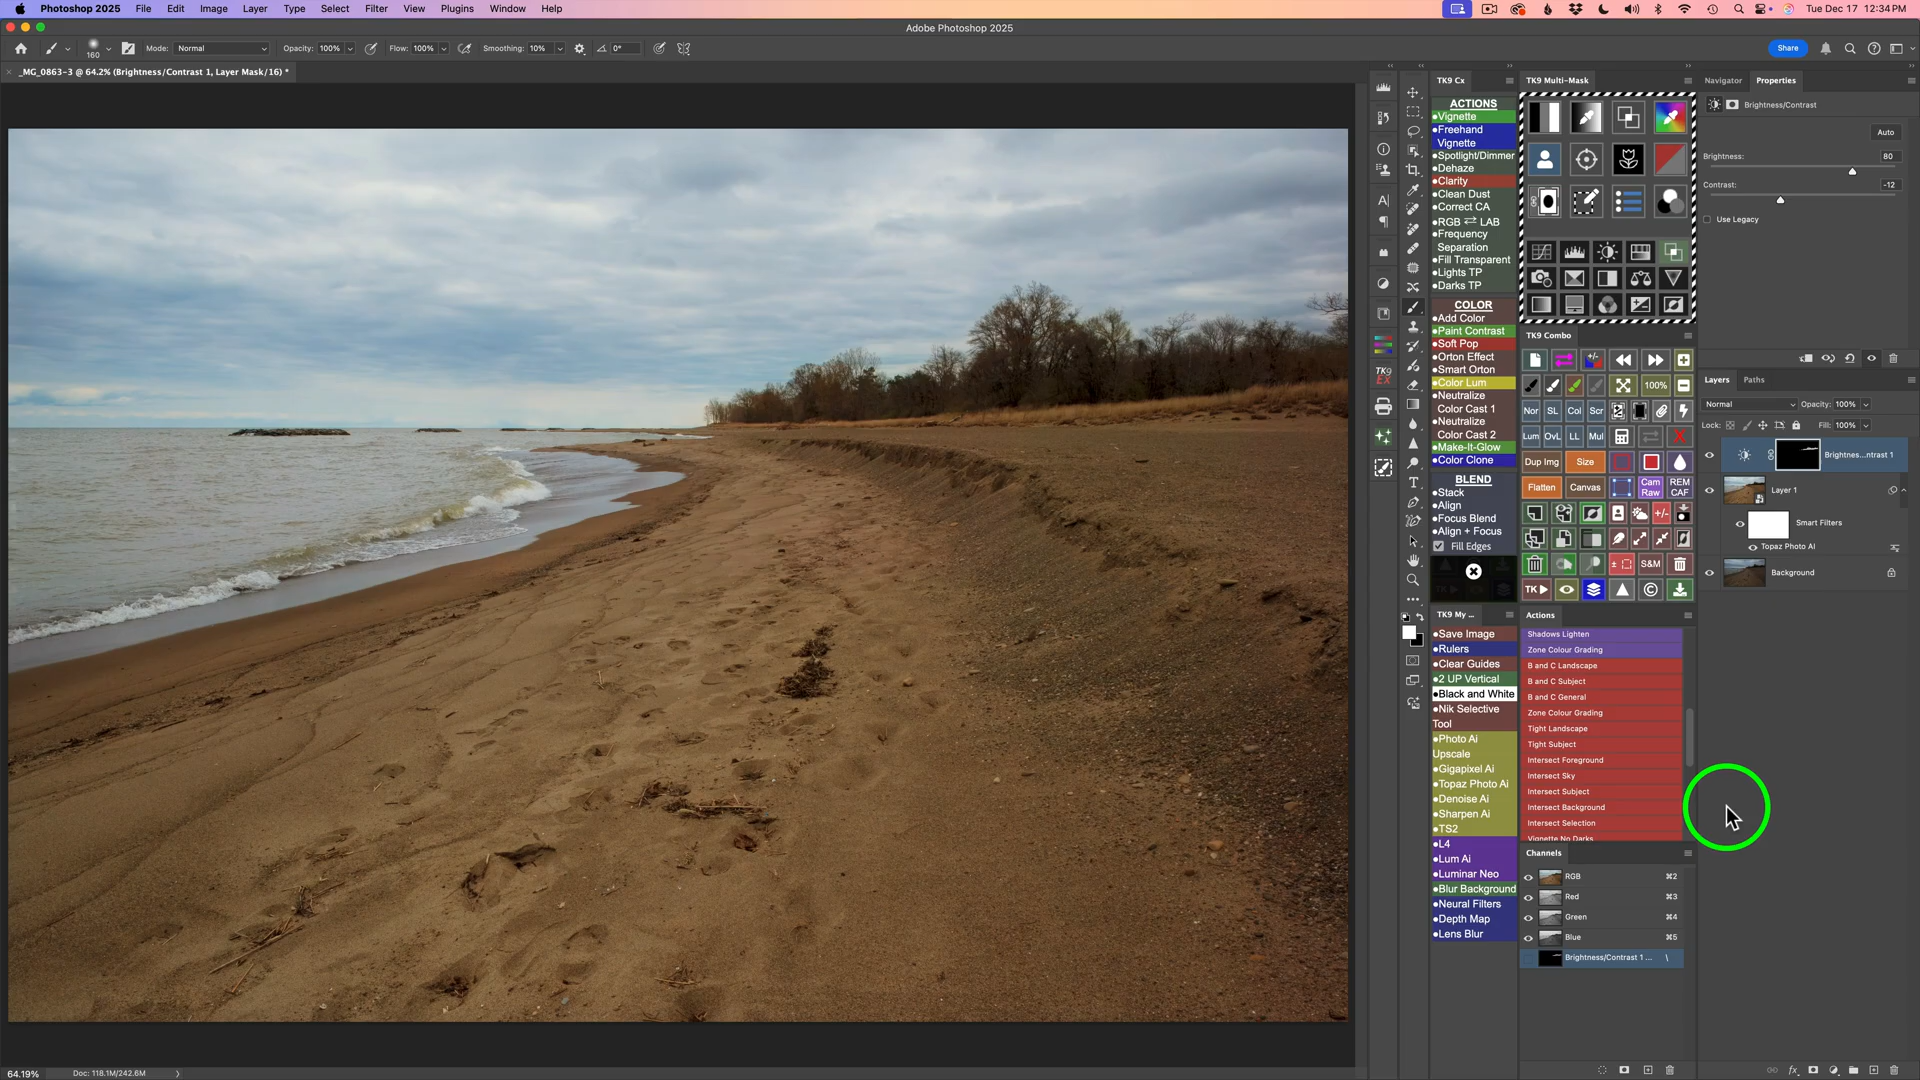 Photoshop 2025 File Edit Image Layer Type Select Filter View Plugins Window Help Tue Dec 17 12:34 PM
Adobe Photoshop 2025
160 Mode: Normal Opacity: 100% Flow: 100% Smoothing: 10% 0° Share
_MG_0863-3 @ 64.2% (Brightness/Contrast 1, Layer Mask/16) *
TK9 Cx
ACTIONS
Vignette
Freehand
Vignette
Spotlight/Dimmer
Dehaze
Clarity
Clean Dust
Correct CA
RGB ⇄ LAB
Frequency
Separation
Fill Transparent
Lights TP
Darks TP
COLOR
Add Color
Paint Contrast
Soft Pop
Orton Effect
Smart Orton
Color Lum
Neutralize
Color Cast 1
Neutralize
Color Cast 2
Make-It-Glow
Color Clone
BLEND
Stack
Align
Focus Blend
Align + Focus
Fill Edges
TK9 My ...
Save Image
Rulers
Clear Guides
2 UP Vertical
Black and White
Nik Selective
Tool
Photo Ai
Upscale
Gigapixel Ai
Topaz Photo Ai
Denoise Ai
Sharpen Ai
TS2
L4
Lum Ai
Luminar Neo
Blur Background
Neural Filters
Depth Map
Lens Blur
TK9 Multi-Mask
TK9 Combo
100%
Nor SL Col Scr
Lum OvL LL Mul
Dup Img Size
Flatten Canvas Cam Raw REM CAF
S&M
TK
Actions
Shadows Lighten
Zone Colour Grading
B and C Landscape
B and C Subject
B and C General
Zone Colour Grading
Tight Landscape
Tight Subject
Intersect Foreground
Intersect Sky
Intersect Subject
Intersect Background
Intersect Selection
Vignette No Darks
Channels
RGB ⌘2
Red ⌘3
Green ⌘4
Blue ⌘5
Brightness/Contrast 1 ... \
Navigator Properties
Brightness/Contrast
Auto
Brightness: 80
Contrast: -12
Use Legacy
Layers Paths
Normal Opacity: 100%
Lock: Fill: 100%
Brightnes...ntrast 1
Layer 1
Smart Filters
Topaz Photo AI
Background
TK9 EX
64.19% Doc: 118.1M/242.6M